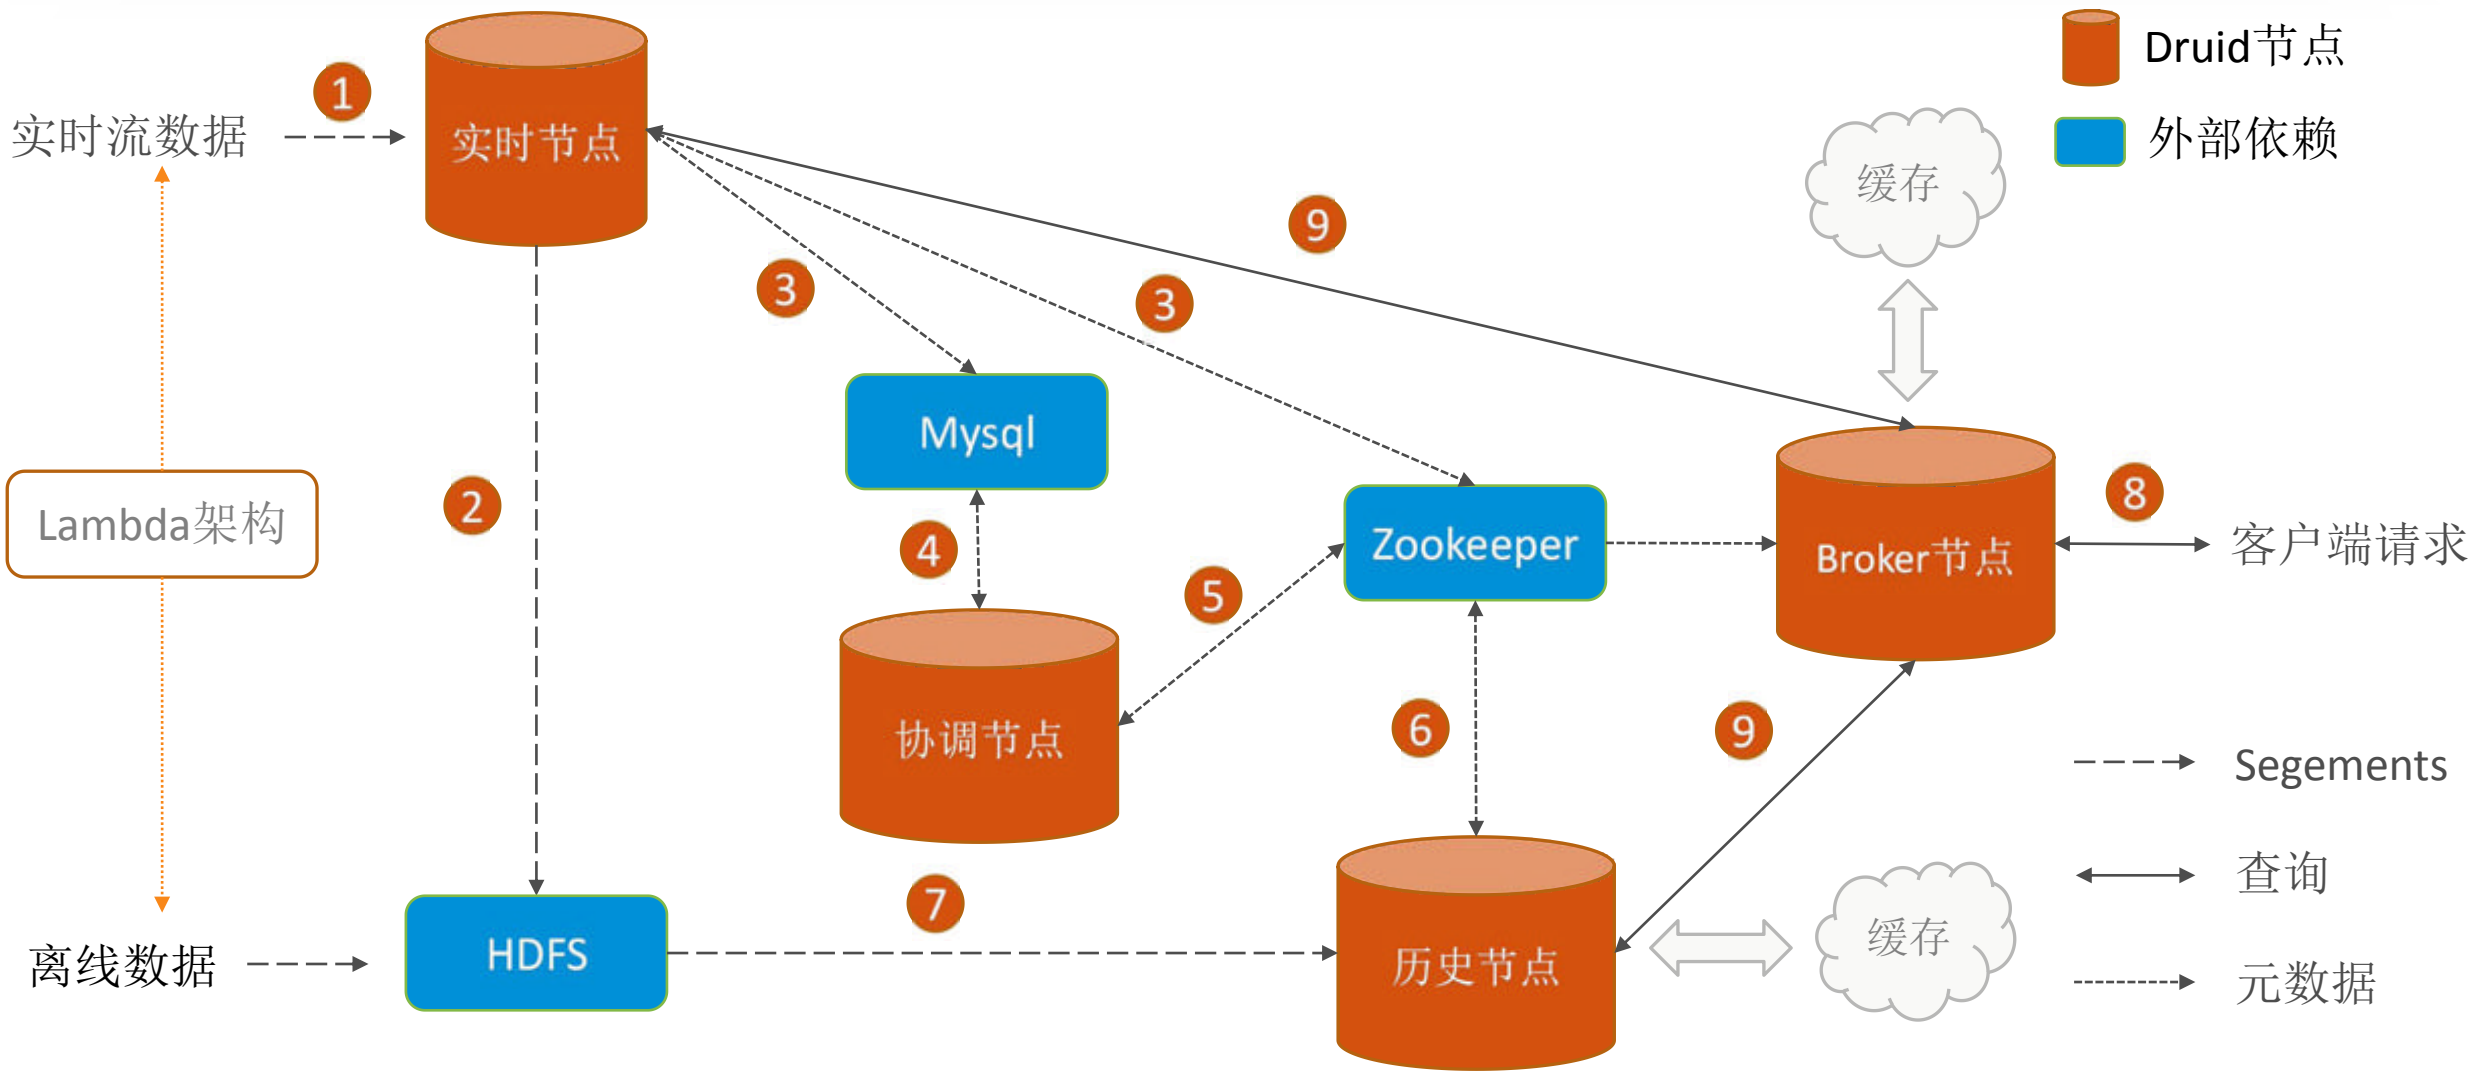 Druid节点
外部依赖
1
实时流数据
实时节点
缓存
9
3
3
Mysql
2
Lambda架构
4
Zookeeper
Broker节点
8
客户端请求
5
协调节点
6
9
Segements
查询
元数据
7
离线数据
HDFS
历史节点
缓存